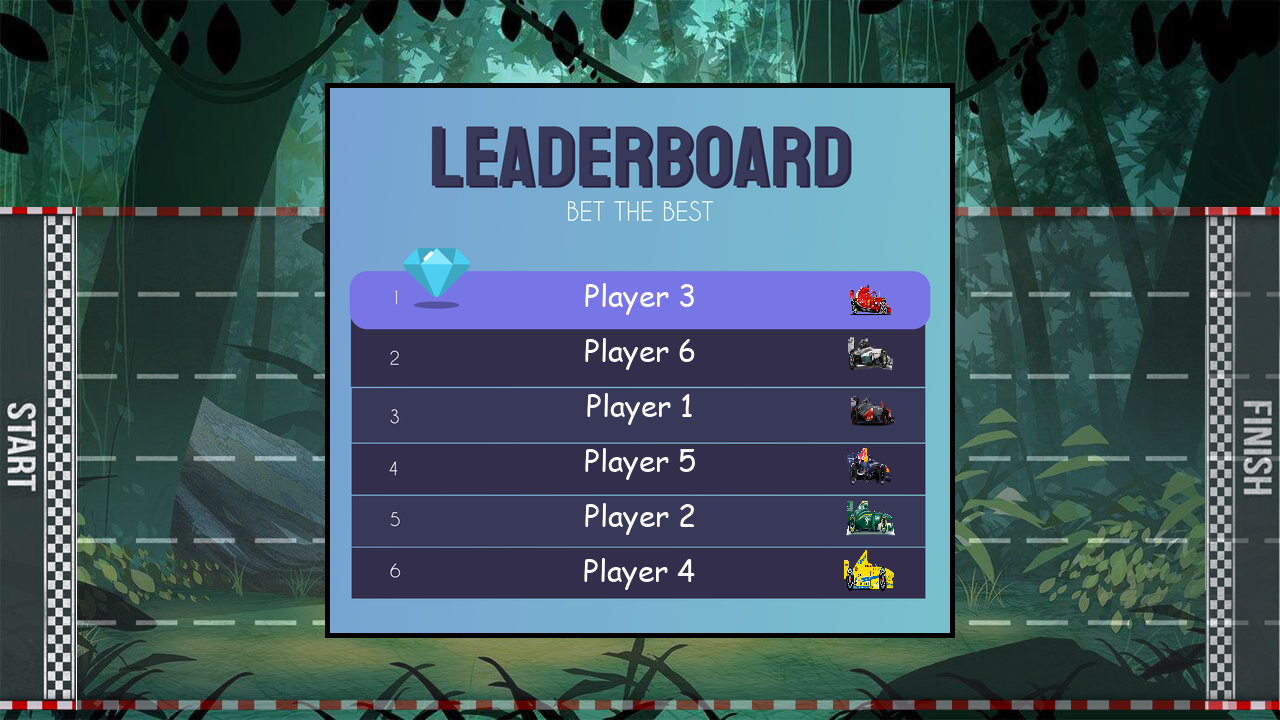 LEADERBOARD
BET THE BEST
1 Player 3
2 Player 6
3 Player 1
4 Player 5
5 Player 2
6 Player 4
START
FINISH